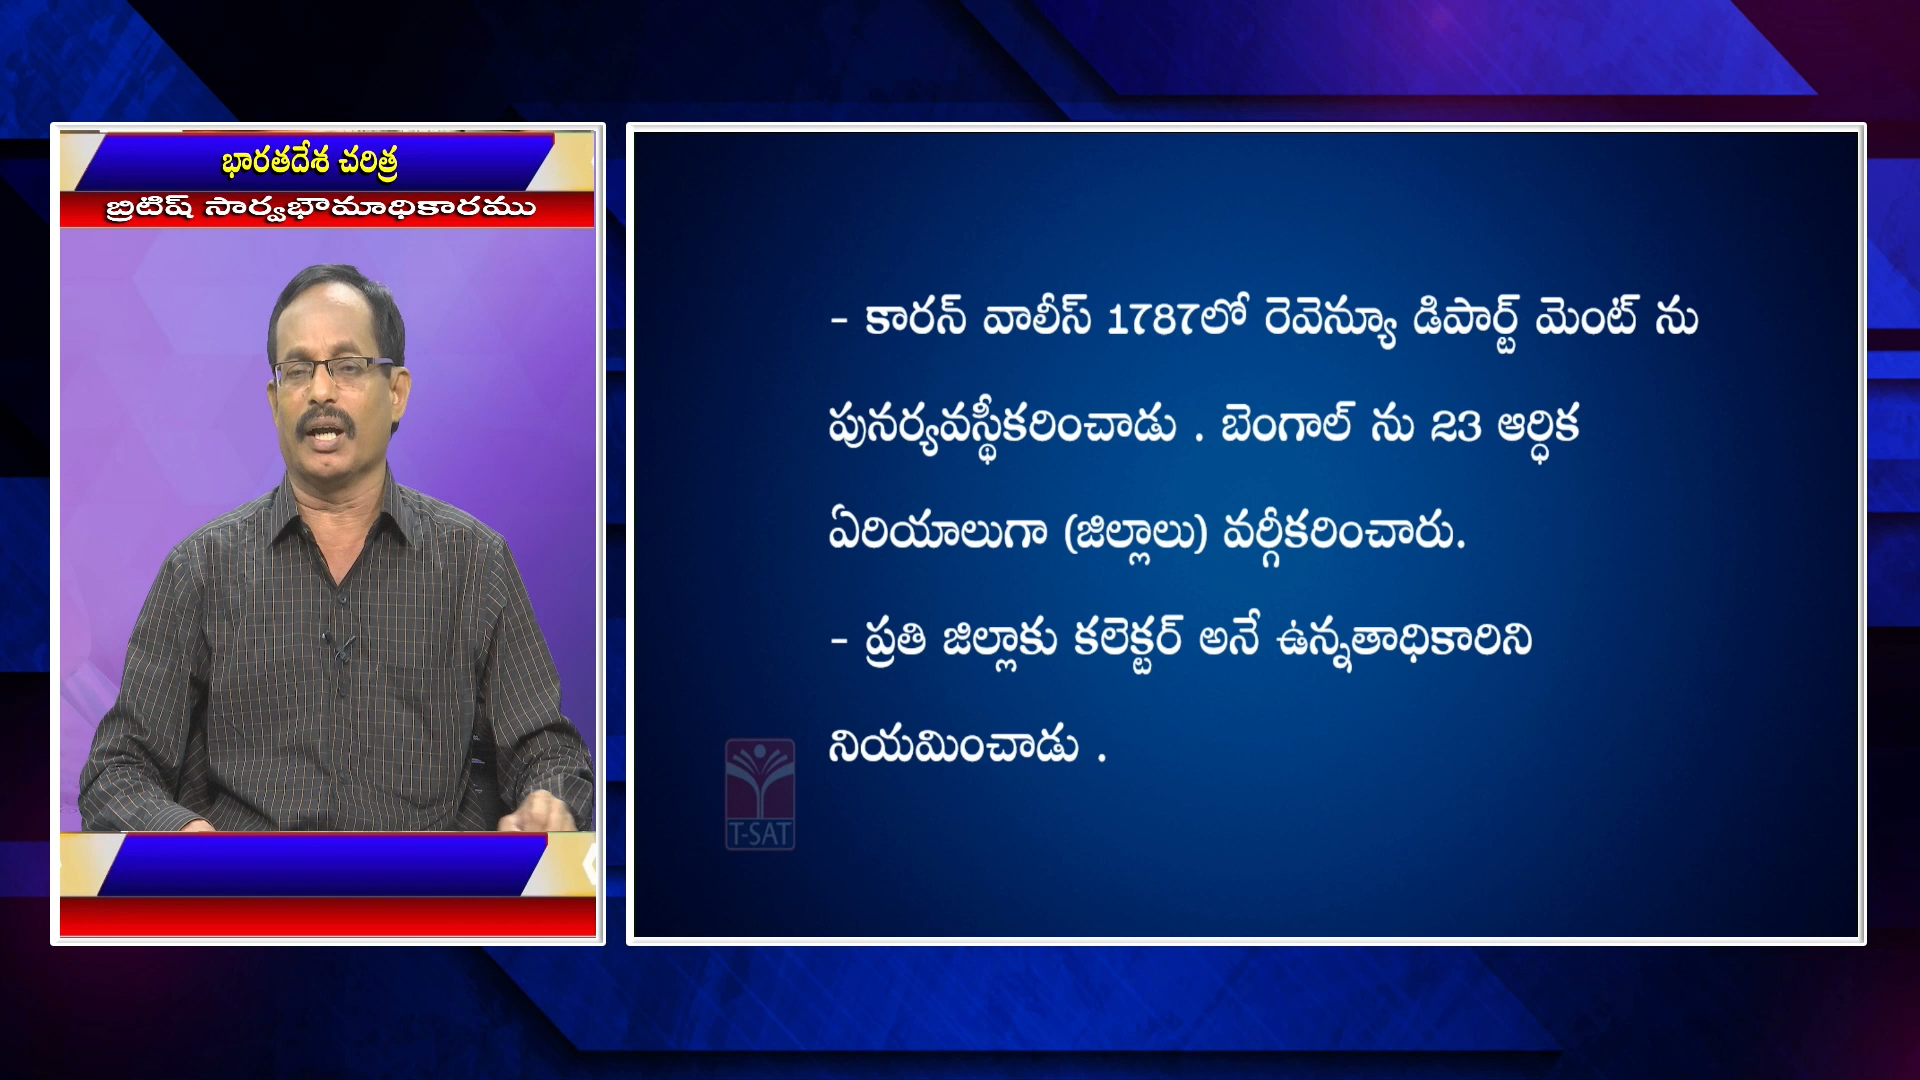 భారతదేశ చరిత్ర
బ్రిటిష్ సార్వభౌమాధికారము
- కారన్ వాలీస్ 1787లో రెవెన్యూ డిపార్ట్ మెంట్ ను
పునర్యవస్థీకరించాడు . బెంగాల్ ను 23 ఆర్ధిక
ఏరియాలుగా (జిల్లాలు) వర్గీకరించారు.
- ప్రతి జిల్లాకు కలెక్టర్ అనే ఉన్నతాధికారిని
నియమించాడు .
T-SAT